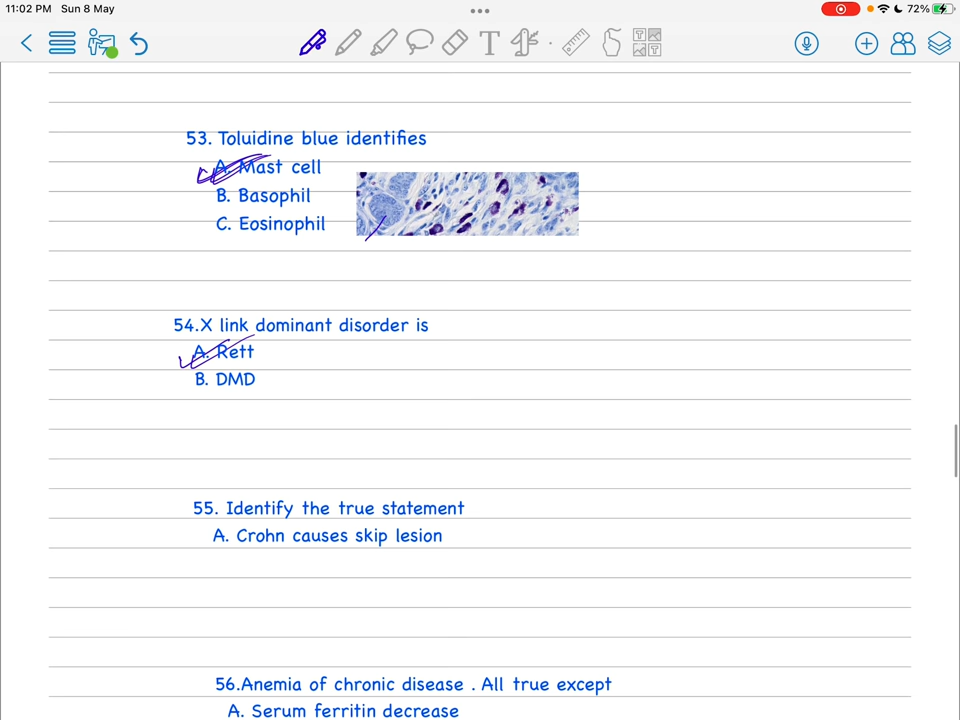 11:02 PM Sun 8 May
72%
53. Toluidine blue identifies
A. Mast cell
B. Basophil
C. Eosinophil
54.X link dominant disorder is
A. Rett
B. DMD
55. Identify the true statement
A. Crohn causes skip lesion
56.Anemia of chronic disease . All true except
A. Serum ferritin decrease